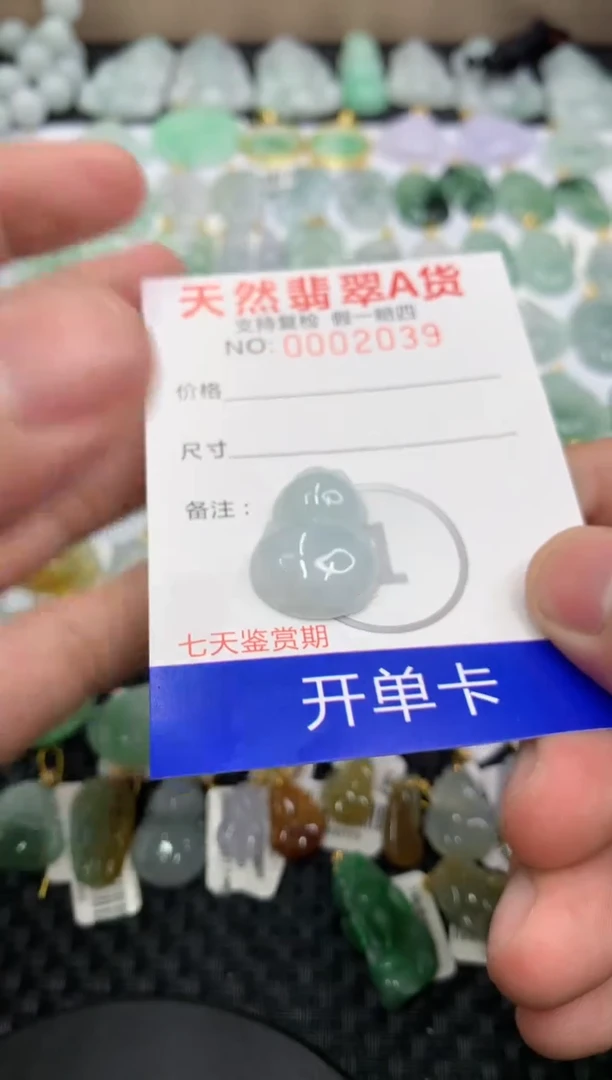 天然翡翠A货
支持复检 假一赔四
NO: 0002039
价格
尺寸
备注：
七天鉴赏期
开单卡